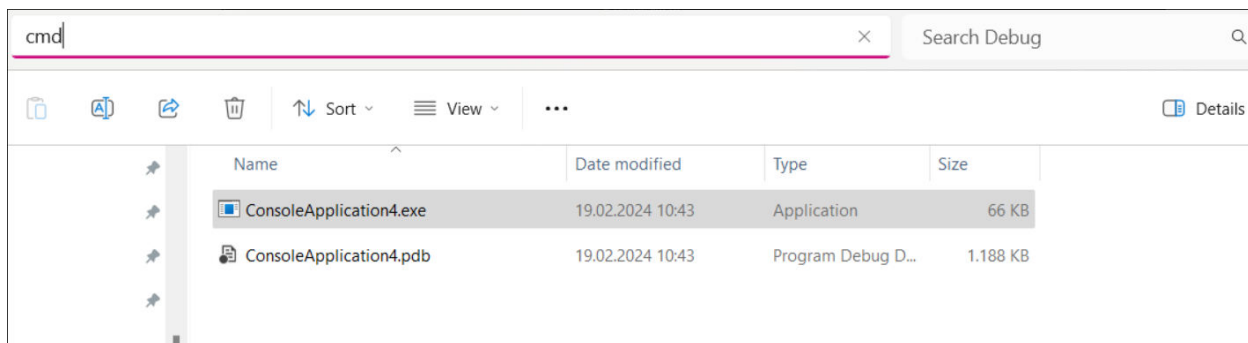 cmd
Search Debug
Sort
View
Details
Name Date modified Type Size
ConsoleApplication4.exe 19.02.2024 10:43 Application 66 KB
ConsoleApplication4.pdb 19.02.2024 10:43 Program Debug D... 1.188 KB